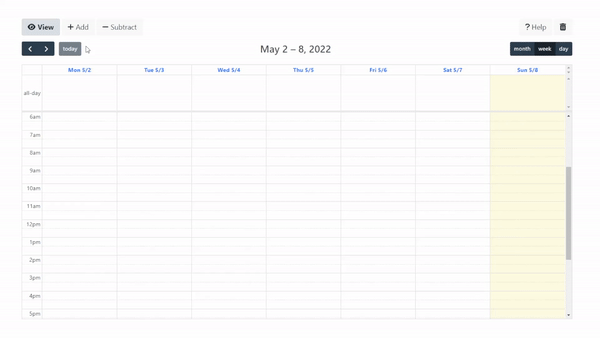 View + Add − Subtract ? Help
< > today May 2 – 8, 2022 month week day
Mon 5/2 Tue 5/3 Wed 5/4 Thu 5/5 Fri 5/6 Sat 5/7 Sun 5/8
all-day
6am
7am
8am
9am
10am
11am
12pm
1pm
2pm
3pm
4pm
5pm